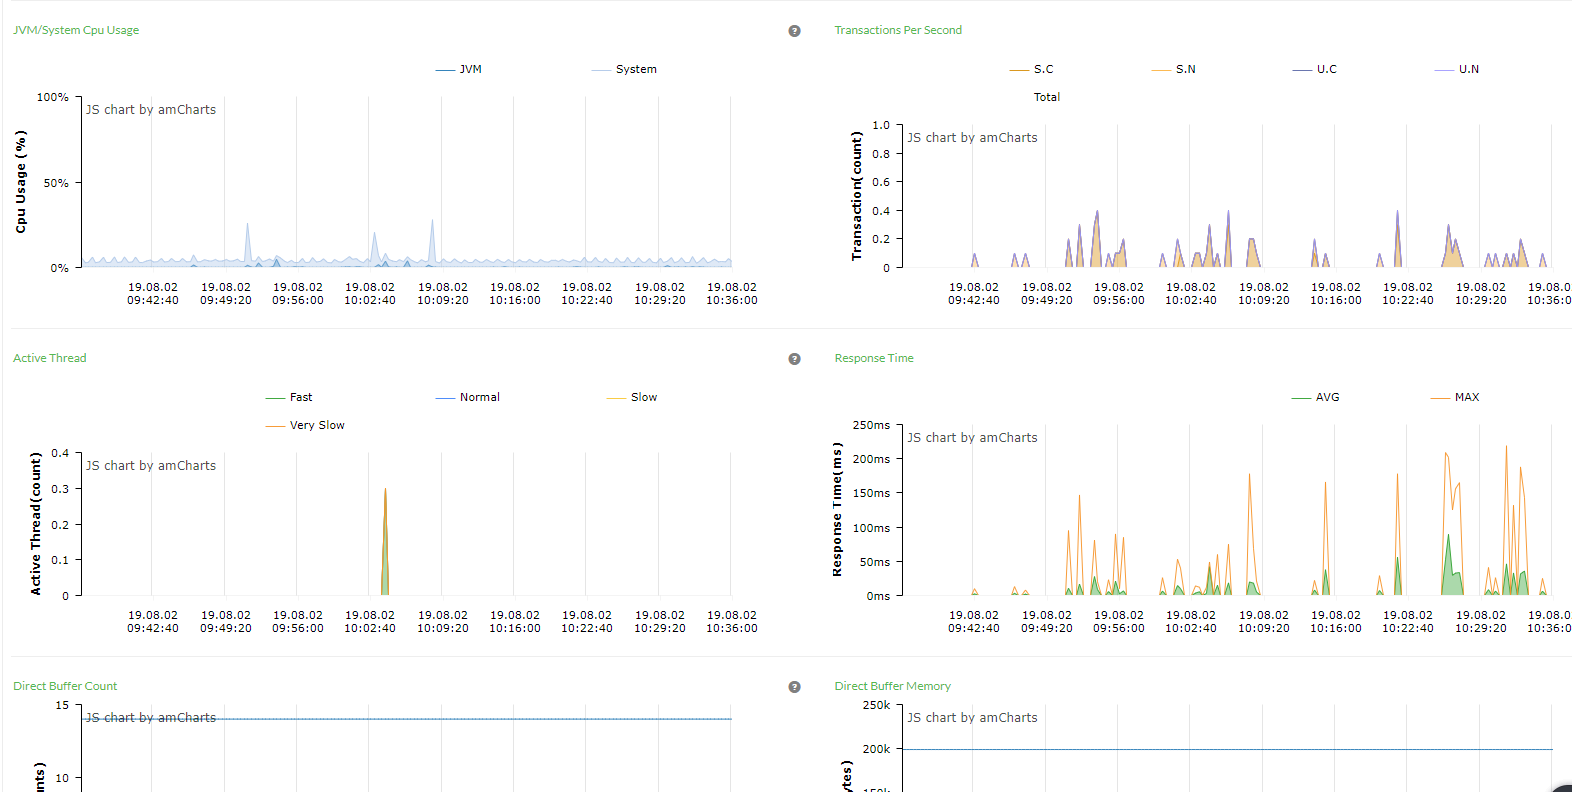 JVM/System Cpu Usage
?
JVM
System
100%
50%
0%
Cpu Usage (%)
JS chart by amCharts
19.08.02 19.08.02 19.08.02 19.08.02 19.08.02 19.08.02 19.08.02 19.08.02 19.08.02
09:42:40 09:49:20 09:56:00 10:02:40 10:09:20 10:16:00 10:22:40 10:29:20 10:36:00
Transactions Per Second
S.C
S.N
U.C
U.N
Total
1.0
0.8
0.6
0.4
0.2
0
Transaction(count)
JS chart by amCharts
19.08.02 19.08.02 19.08.02 19.08.02 19.08.02 19.08.02 19.08.02 19.08.02 19.08.0
09:42:40 09:49:20 09:56:00 10:02:40 10:09:20 10:16:00 10:22:40 10:29:20 10:36:0
Active Thread
?
Fast
Normal
Slow
Very Slow
0.4
0.3
0.2
0.1
0
Active Thread(count)
JS chart by amCharts
19.08.02 19.08.02 19.08.02 19.08.02 19.08.02 19.08.02 19.08.02 19.08.02 19.08.02
09:42:40 09:49:20 09:56:00 10:02:40 10:09:20 10:16:00 10:22:40 10:29:20 10:36:00
Response Time
AVG
MAX
250ms
200ms
150ms
100ms
50ms
0ms
Response Time(ms)
JS chart by amCharts
19.08.02 19.08.02 19.08.02 19.08.02 19.08.02 19.08.02 19.08.02 19.08.02 19.08.0
09:42:40 09:49:20 09:56:00 10:02:40 10:09:20 10:16:00 10:22:40 10:29:20 10:36:0
Direct Buffer Count
?
15
10
unts)
JS chart by amCharts
Direct Buffer Memory
250k
200k
150k
ytes)
JS chart by amCharts